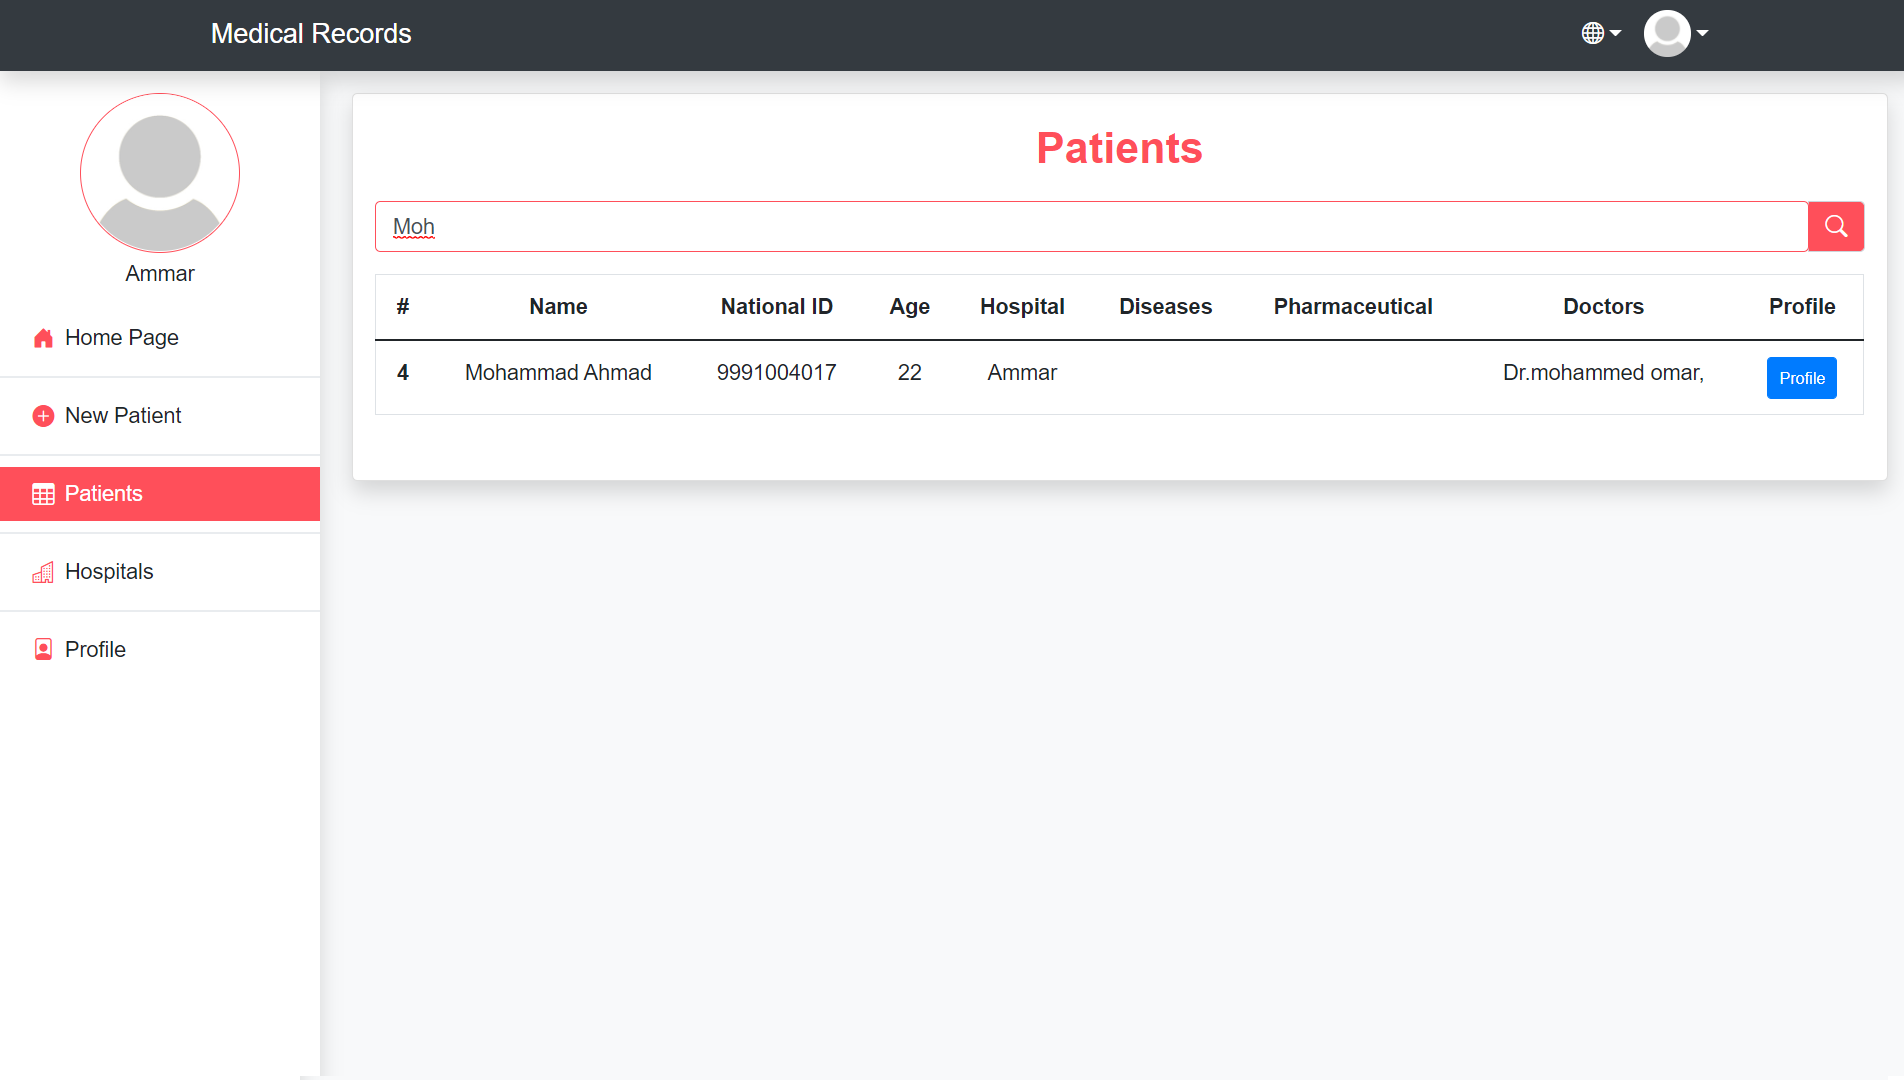 Medical Records
Ammar
Home Page
New Patient
Patients
Hospitals
Profile
Patients
Moh
# Name National ID Age Hospital Diseases Pharmaceutical Doctors Profile
4 Mohammad Ahmad 9991004017 22 Ammar Dr.mohammed omar, Profile